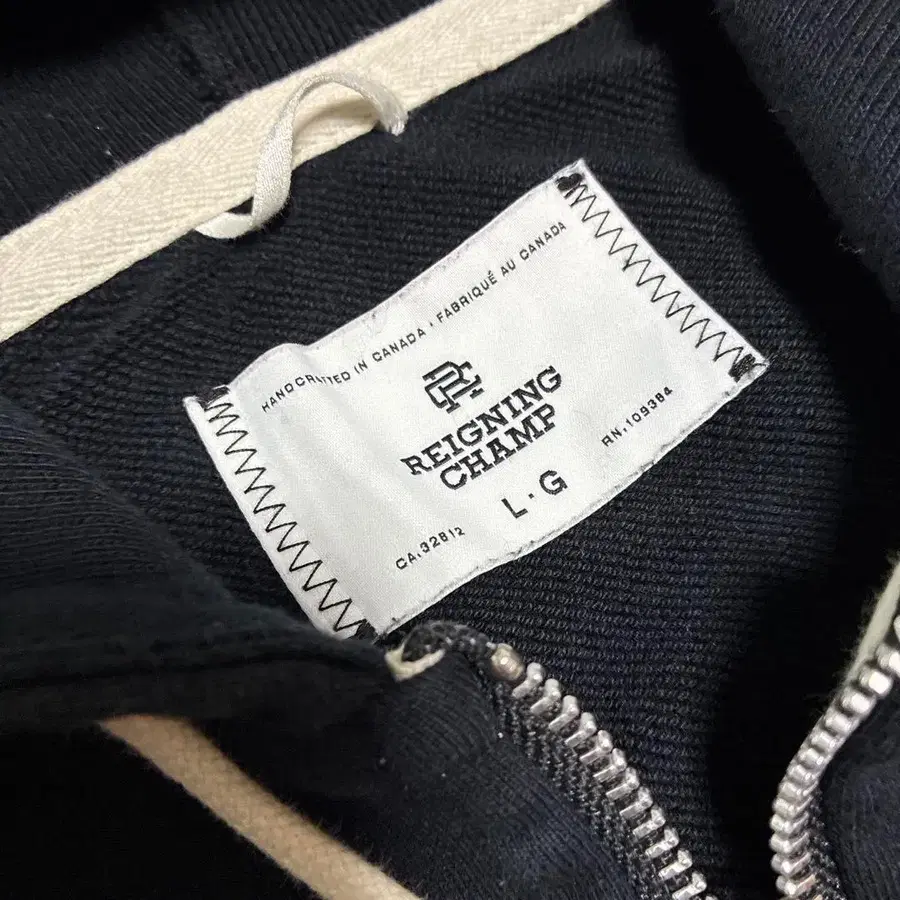 HANDCRAFTED IN CANADA • FABRIQUÉ AU CANADA
RC
REIGNING
CHAMP
L·G
CA.32812
RN.109384